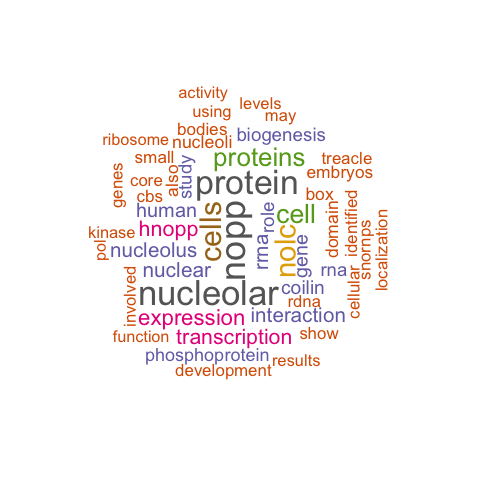 activity
levels
using
may
bodies
biogenesis
ribosome
nucleoli
small
proteins
treacle
embryos
genes
core
also
study
protein
cbs
box
human
cells
nopp
rrna
role
cell
domain
identified
kinase
hnopp
nolc
gene
snornps
localization
pol
nucleolus
nuclear
rna
cellular
involved
nucleolar
coilin
rdna
expression
interaction
function
transcription
show
phosphoprotein
results
development